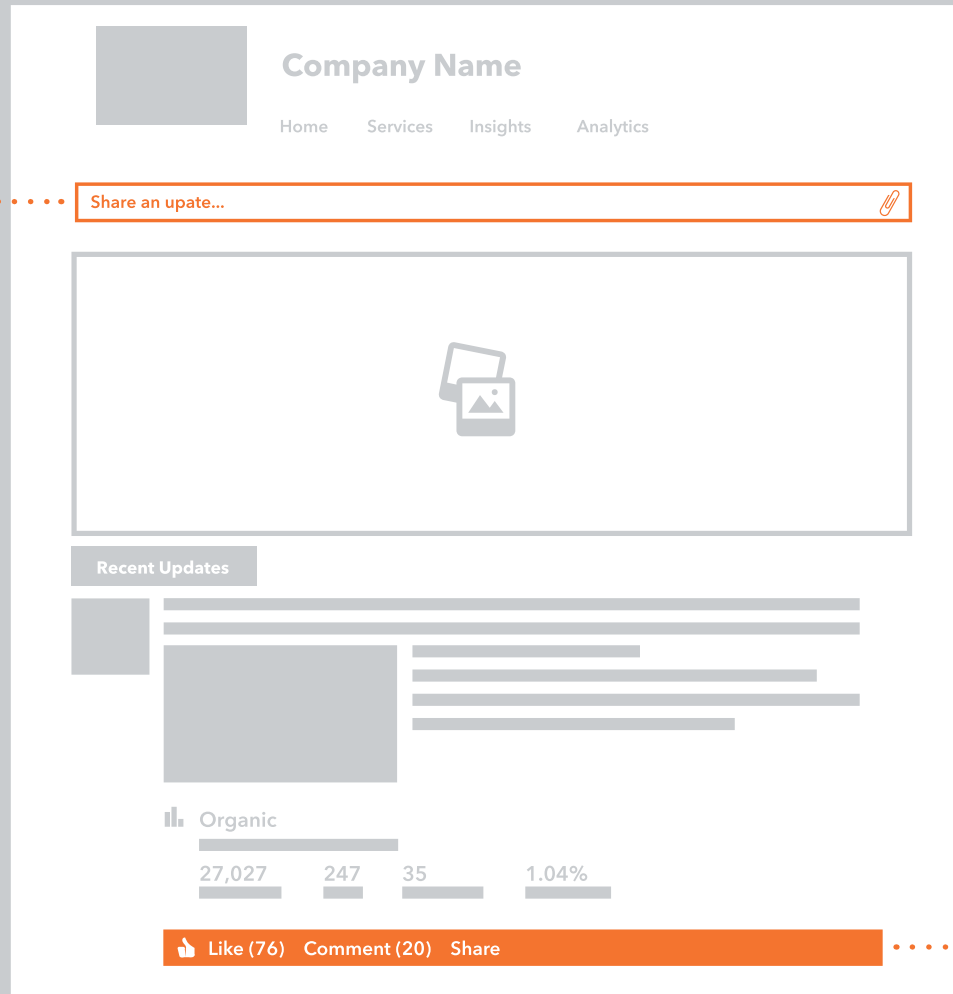 Company Name
Home Services Insights Analytics
Share an upate...
Recent Updates
Organic
27,027 247 35 1.04%
Like (76) Comment (20) Share